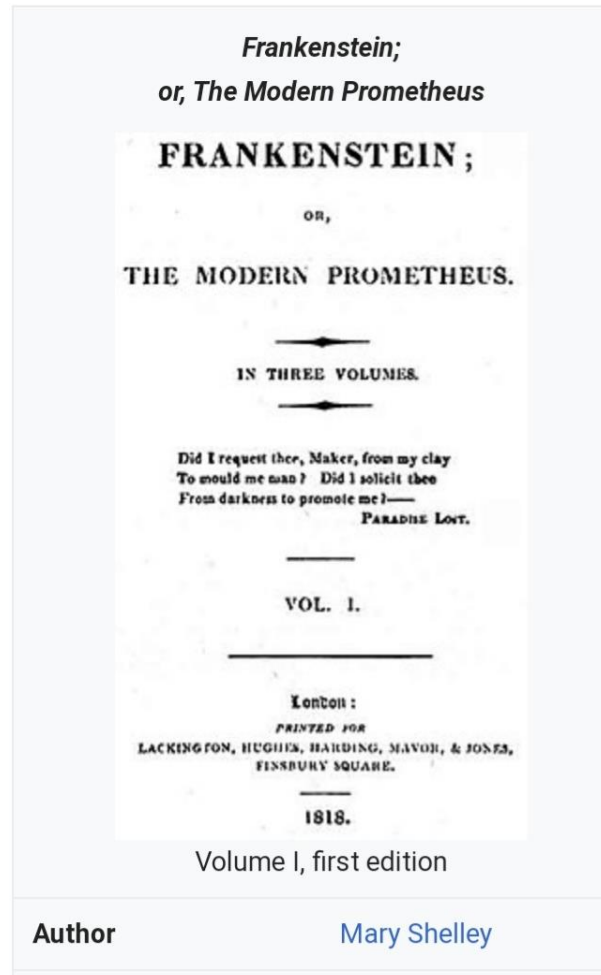 Frankenstein;
or, The Modern Prometheus
FRANKENSTEIN;
OR,
THE MODERN PROMETHEUS.
IN THREE VOLUMES.
Did I request thee, Maker, from my clay
To mould me man? Did I solicit thee
From darkness to promote me?—
PARADISE LOST.
VOL. I.
London:
PRINTED FOR
LACKINGTON, HUGHES, HARDING, MAVOR, & JONES,
FINSBURY SQUARE.
1818.
Volume I, first edition
Author Mary Shelley